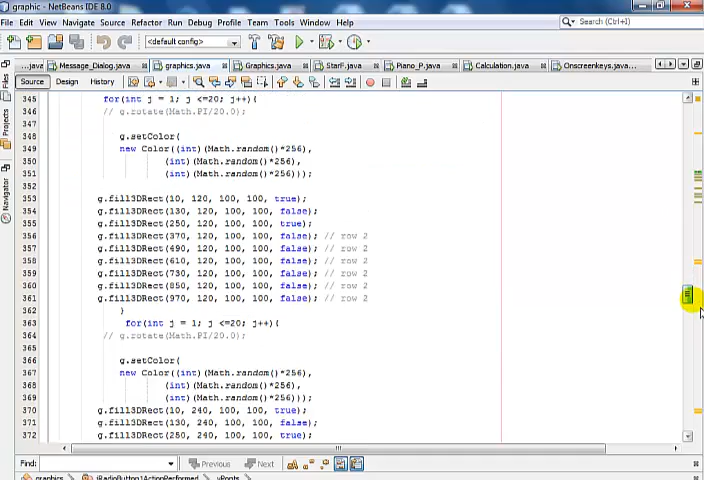 graphic - NetBeans IDE 8.0
File Edit View Navigate Source Refactor Run Debug Profile Team Tools Window Help
Search (Ctrl+I)
<default config>
...java Message_Dialog.java graphics.java Graphics.java StarF.java Piano_P.java Calculation.java Onscreenkeys.java...
Source Design History
Files
Projects
Navigator
345 for(int j = 1; j <=20; j++){
346 // g.rotate(Math.PI/20.0);
347
348 g.setColor(
349 new Color((int)(Math.random()*256),
350 (int)(Math.random()*256),
351 (int)(Math.random()*256)));
352
353 g.fill3DRect(10, 120, 100, 100, true);
354 g.fill3DRect(130, 120, 100, 100, false);
355 g.fill3DRect(250, 120, 100, 100, true);
356 g.fill3DRect(370, 120, 100, 100, false); // row 2
357 g.fill3DRect(490, 120, 100, 100, false); // row 2
358 g.fill3DRect(610, 120, 100, 100, false); // row 2
359 g.fill3DRect(730, 120, 100, 100, false); // row 2
360 g.fill3DRect(850, 120, 100, 100, false); // row 2
361 g.fill3DRect(970, 120, 100, 100, false); // row 2
362 }
363 for(int j = 1; j <=20; j++){
364 // g.rotate(Math.PI/20.0);
365
366 g.setColor(
367 new Color((int)(Math.random()*256),
368 (int)(Math.random()*256),
369 (int)(Math.random()*256)));
370 g.fill3DRect(10, 240, 100, 100, true);
371 g.fill3DRect(130, 240, 100, 100, false);
372 g.fill3DRect(250, 240, 100, 100, true);
Find: Previous Next
graphics jRadioButton1ActionPerformed yPonts